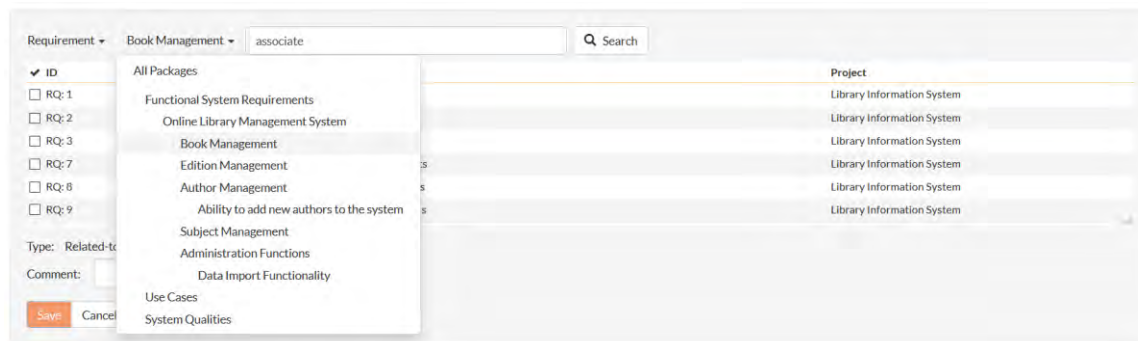 Requirement Book Management associate Search
ID Project
All Packages
RQ: 1 Library Information System
Functional System Requirements
RQ: 2 Library Information System
Online Library Management System
RQ: 3 Library Information System
Book Management
RQ: 7 Library Information System
Edition Management
RQ: 8 Library Information System
Author Management
RQ: 9 Library Information System
Ability to add new authors to the system
Subject Management
Type: Related-to
Administration Functions
Comment:
Data Import Functionality
Use Cases
Save Cancel
System Qualities